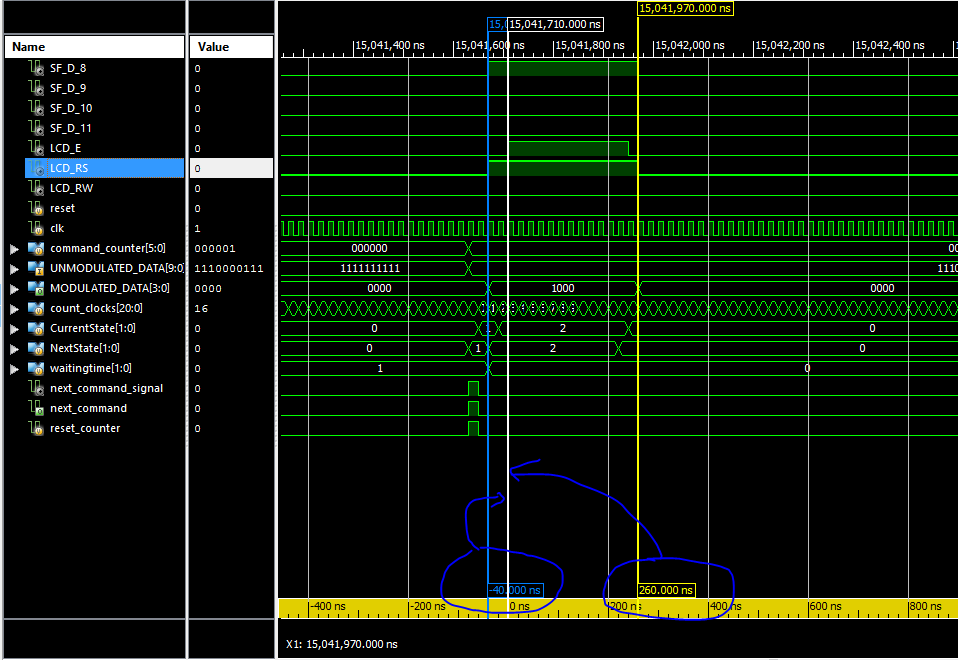 15,041,970.000 ns
15,041,710.000 ns
Name Value
15,041,400 ns 15,041,600 ns 15,041,800 ns 15,042,000 ns 15,042,200 ns 15,042,400 ns
SF_D_8 0
SF_D_9 0
SF_D_10 0
SF_D_11 0
LCD_E 0
LCD_RS 0
LCD_RW 0
reset 0
clk 1
command_counter[5:0] 000001 000000 00
UNMODULATED_DATA[9:0] 1110000111 1111111111 1110
MODULATED_DATA[3:0] 0000 0000 1000 0000
count_clocks[20:0] 16
CurrentState[1:0] 0 0 2 0
NextState[1:0] 0 0 1 2 0
waitingtime[1:0] 0 1 0
next_command_signal 0
next_command 0
reset_counter 0
-40.000 ns 260.000 ns
-400 ns -200 ns 0 ns 200 ns 400 ns 600 ns 800 ns
X1: 15,041,970.000 ns